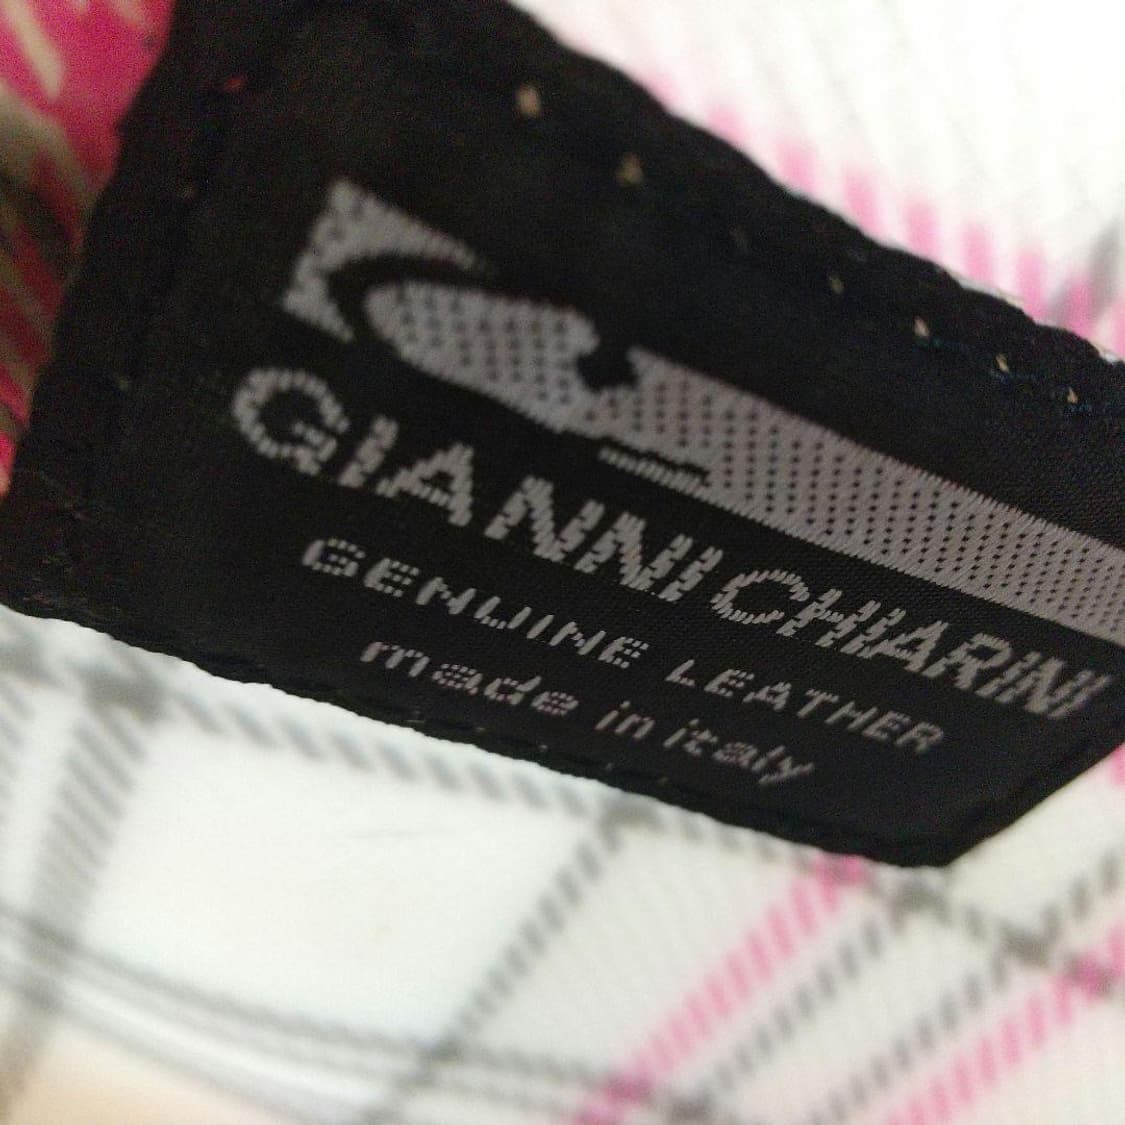 GIANNI CHIARINI
GENUINE LEATHER
made in italy